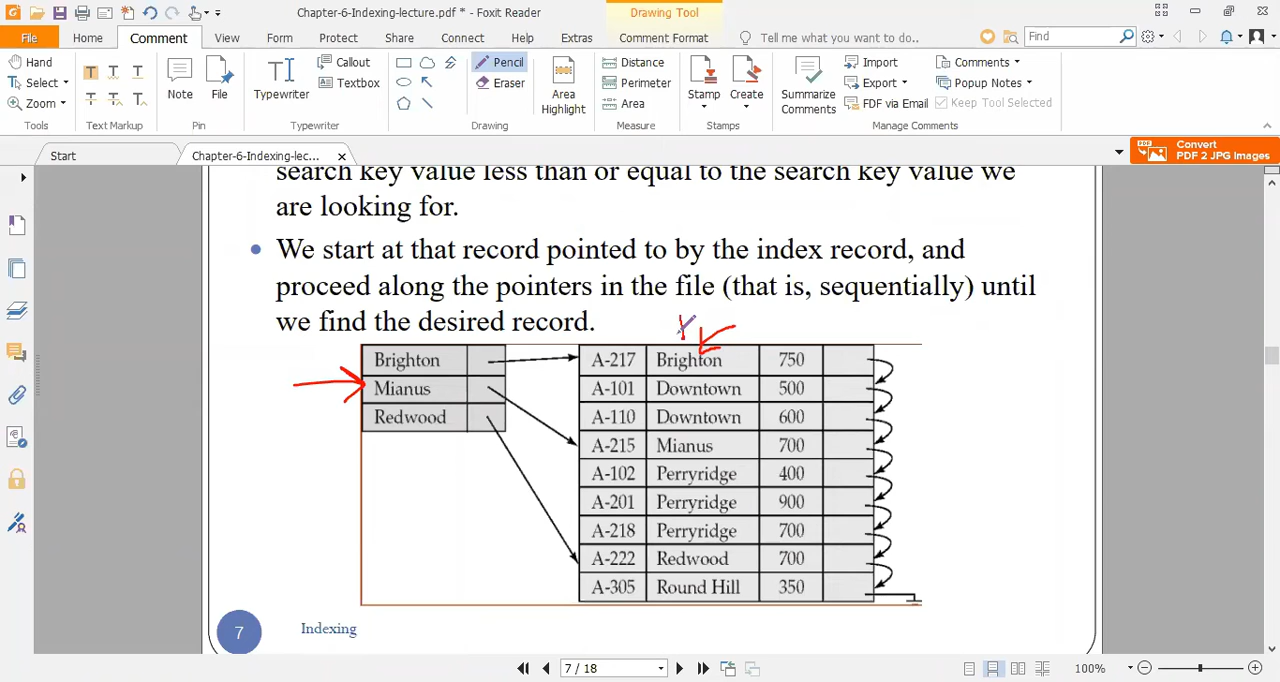 Chapter-6-Indexing-lecture.pdf * - Foxit Reader
Drawing Tool
File Home Comment View Form Protect Share Connect Help Extras Comment Format Tell me what you want to do.. Find
Hand
Select
Zoom
Tools
T T T
T T T
Text Markup
Note
File
Pin
Typewriter
Callout
Textbox
Typewriter
Pencil
Eraser
Drawing
Area
Highlight
Distance
Perimeter
Area
Measure
Stamp
Create
Stamps
Summarize
Comments
Import
Export
FDF via Email
Comments
Popup Notes
Keep Tool Selected
Manage Comments
Start
Chapter-6-Indexing-lec...
Convert
PDF 2 JPG Images
search key value less than or equal to the search key value we
are looking for.
• We start at that record pointed to by the index record, and
proceed along the pointers in the file (that is, sequentially) until
we find the desired record.
Brighton
Mianus
Redwood
A-217 Brighton 750
A-101 Downtown 500
A-110 Downtown 600
A-215 Mianus 700
A-102 Perryridge 400
A-201 Perryridge 900
A-218 Perryridge 700
A-222 Redwood 700
A-305 Round Hill 350
7
Indexing
7 / 18
100%